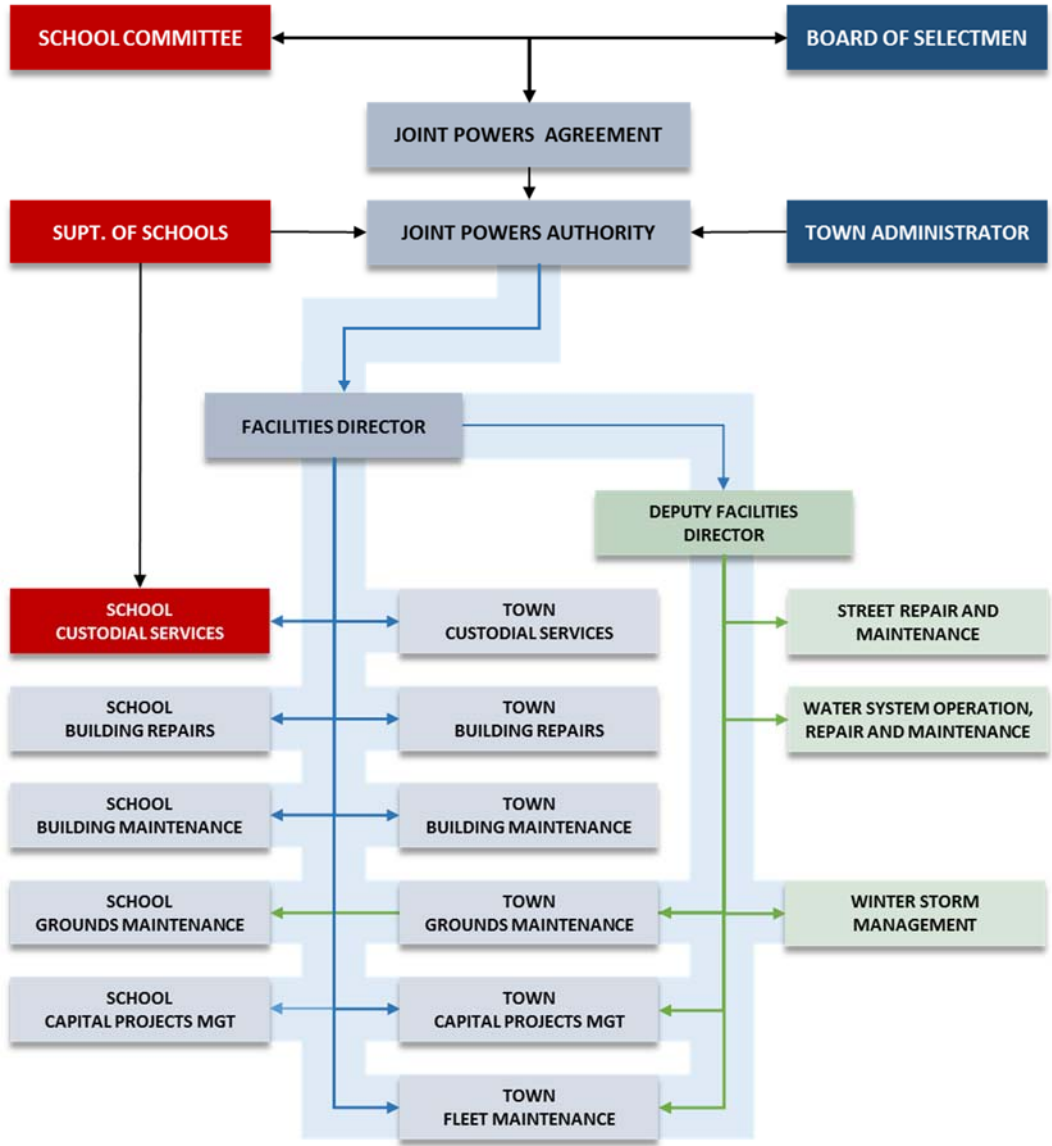 SCHOOL COMMITTEE
BOARD OF SELECTMEN
JOINT POWERS AGREEMENT
SUPT. OF SCHOOLS
JOINT POWERS AUTHORITY
TOWN ADMINISTRATOR
FACILITIES DIRECTOR
DEPUTY FACILITIES
DIRECTOR
SCHOOL
CUSTODIAL SERVICES
TOWN
CUSTODIAL SERVICES
STREET REPAIR AND
MAINTENANCE
SCHOOL
BUILDING REPAIRS
TOWN
BUILDING REPAIRS
WATER SYSTEM OPERATION,
REPAIR AND MAINTENANCE
SCHOOL
BUILDING MAINTENANCE
TOWN
BUILDING MAINTENANCE
SCHOOL
GROUNDS MAINTENANCE
TOWN
GROUNDS MAINTENANCE
WINTER STORM
MANAGEMENT
SCHOOL
CAPITAL PROJECTS MGT
TOWN
CAPITAL PROJECTS MGT
TOWN
FLEET MAINTENANCE